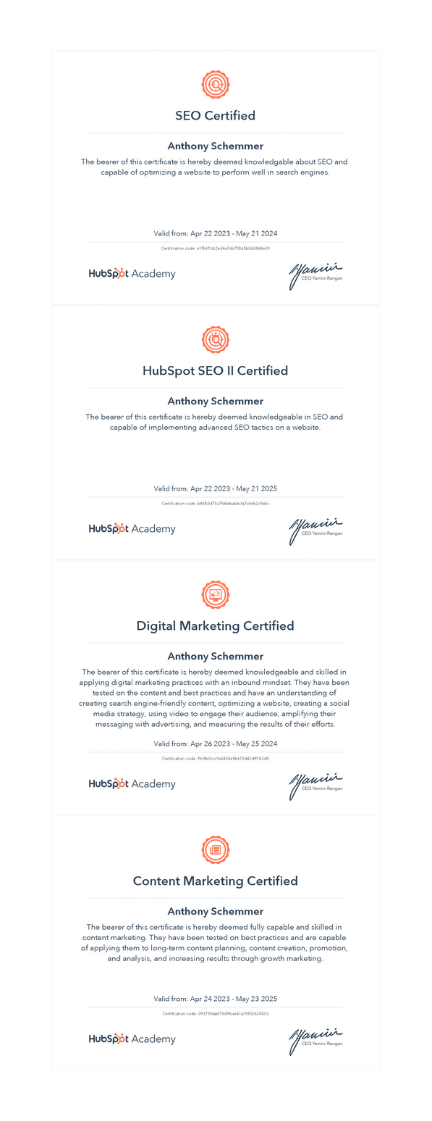 SEO Certified
Anthony Schemmer
The bearer of this certificate is hereby deemed knowledgable about SEO and
capable of optimizing a website to perform well in search engines.
Valid from: Apr 22 2023 - May 21 2024
Certification code:
HubSpot Academy
CEO Yamini Rangan
HubSpot SEO II Certified
Anthony Schemmer
The bearer of this certificate is hereby deemed knowledgeable in SEO and
capable of implementing advanced SEO tactics on a website.
Valid from: Apr 22 2023 - May 21 2025
Certification code:
HubSpot Academy
CEO Yamini Rangan
Digital Marketing Certified
Anthony Schemmer
The bearer of this certificate is hereby deemed knowledgeable and skilled in
applying digital marketing practices with an inbound mindset. They have been
tested on the content and best practices and have an understanding of
creating search engine-friendly content, optimizing a website, creating a social
media strategy, using video to engage their audience, amplifying their
messaging with advertising, and measuring the results of their efforts.
Valid from: Apr 26 2023 - May 25 2024
Certification code:
HubSpot Academy
CEO Yamini Rangan
Content Marketing Certified
Anthony Schemmer
The bearer of this certificate is hereby deemed fully capable and skilled in
content marketing. They have been tested on best practices and are capable
of applying them to long-term content planning, content creation, promotion,
and analysis, and increasing results through growth marketing.
Valid from: Apr 24 2023 - May 23 2025
Certification code:
HubSpot Academy
CEO Yamini Rangan